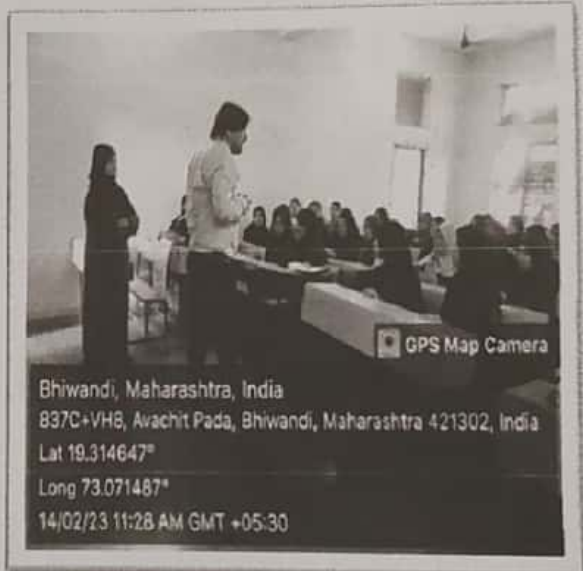 GPS Map Camera
Bhiwandi, Maharashtra, India
837C+VH8, Avachit Pada, Bhiwandi, Maharashtra 421302, India
Lat 19.314647°
Long 73.071487°
14/02/23 11:28 AM GMT +05:30